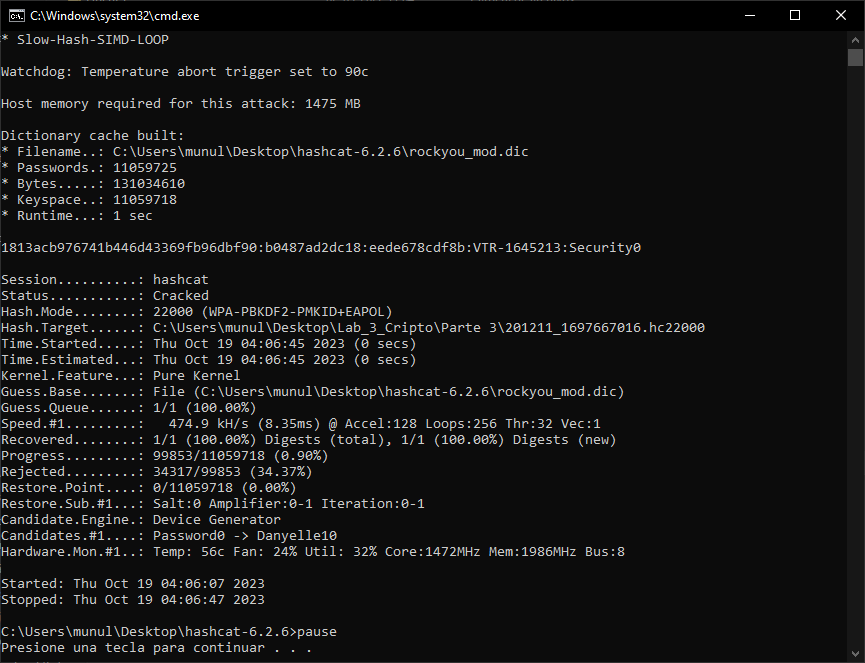 C:\Windows\system32\cmd.exe
* Slow-Hash-SIMD-LOOP
Watchdog: Temperature abort trigger set to 90c
Host memory required for this attack: 1475 MB
Dictionary cache built:
* Filename..: C:\Users\munul\Desktop\hashcat-6.2.6\rockyou_mod.dic
* Passwords.: 11059725
* Bytes.....: 131034610
* Keyspace..: 11059718
* Runtime...: 1 sec
1813acb976741b446d43369fb96dbf90:b0487ad2dc18:eede678cdf8b:VTR-1645213:Security0
Session..........: hashcat
Status...........: Cracked
Hash.Mode........: 22000 (WPA-PBKDF2-PMKID+EAPOL)
Hash.Target......: C:\Users\munul\Desktop\Lab_3_Cripto\Parte 3\201211_1697667016.hc22000
Time.Started.....: Thu Oct 19 04:06:45 2023 (0 secs)
Time.Estimated...: Thu Oct 19 04:06:45 2023 (0 secs)
Kernel.Feature...: Pure Kernel
Guess.Base.......: File (C:\Users\munul\Desktop\hashcat-6.2.6\rockyou_mod.dic)
Guess.Queue......: 1/1 (100.00%)
Speed.#1.........:   474.9 kH/s (8.35ms) @ Accel:128 Loops:256 Thr:32 Vec:1
Recovered........: 1/1 (100.00%) Digests (total), 1/1 (100.00%) Digests (new)
Progress.........: 99853/11059718 (0.90%)
Rejected.........: 34317/99853 (34.37%)
Restore.Point....: 0/11059718 (0.00%)
Restore.Sub.#1...: Salt:0 Amplifier:0-1 Iteration:0-1
Candidate.Engine.: Device Generator
Candidates.#1....: Password0 -> Danyelle10
Hardware.Mon.#1..: Temp: 56c Fan: 24% Util: 32% Core:1472MHz Mem:1986MHz Bus:8
Started: Thu Oct 19 04:06:07 2023
Stopped: Thu Oct 19 04:06:47 2023
C:\Users\munul\Desktop\hashcat-6.2.6>pause
Presione una tecla para continuar . . .